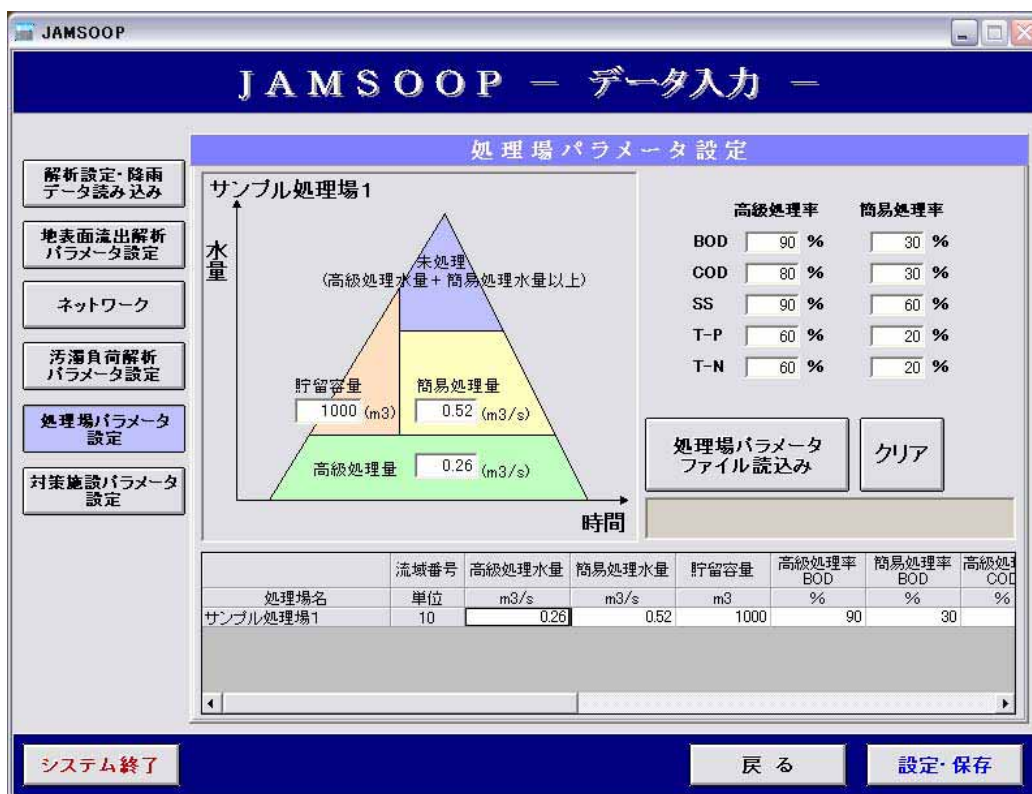 JAMSOOP
JAMSOOP － データ入力 －
解析設定・降雨
データ読み込み
地表面流出解析
パラメータ設定
ネットワーク
汚濁負荷解析
パラメータ設定
処理場パラメータ
設定
対策施設パラメータ
設定
処理場パラメータ設定
サンプル処理場1
水量
未処理
(高級処理水量＋簡易処理水量以上)
貯留容量
1000 (m3)
簡易処理量
0.52 (m3/s)
高級処理量 0.26 (m3/s)
時間
高級処理率 簡易処理率
BOD 90 % 30 %
COD 80 % 30 %
SS 90 % 60 %
T-P 60 % 20 %
T-N 60 % 20 %
処理場パラメータ
ファイル読込み
クリア
流域番号 高級処理水量 簡易処理水量 貯留容量 高級処理率 BOD 簡易処理率 BOD 高級処 COD
処理場名 単位 m3/s m3/s m3 % % %
サンプル処理場1 10 0.26 0.52 1000 90 30
システム終了
戻る
設定・保存